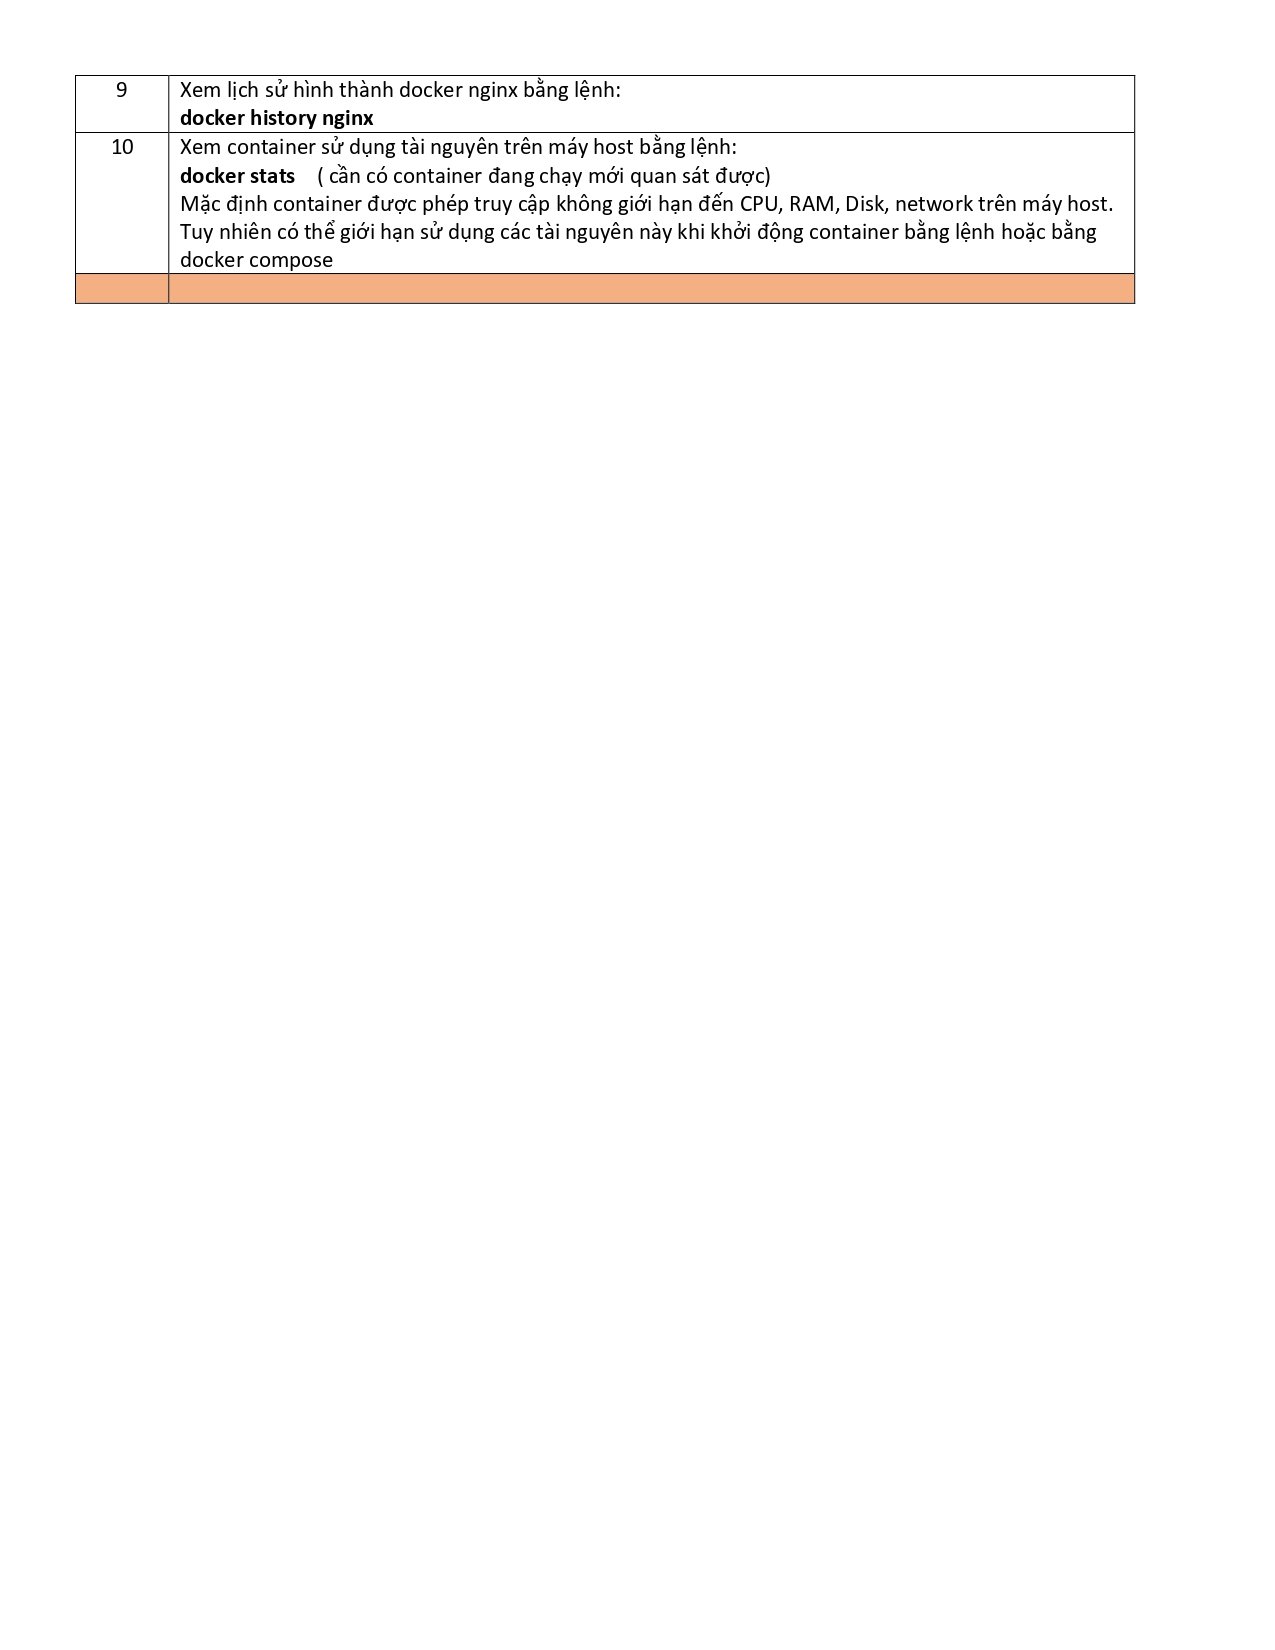 9
Xem lịch sử hình thành docker nginx bằng lệnh:
docker history nginx
10
Xem container sử dụng tài nguyên trên máy host bằng lệnh:
docker stats    ( cần có container đang chạy mới quan sát được)
Mặc định container được phép truy cập không giới hạn đến CPU, RAM, Disk, network trên máy host.
Tuy nhiên có thể giới hạn sử dụng các tài nguyên này khi khởi động container bằng lệnh hoặc bằng
docker compose